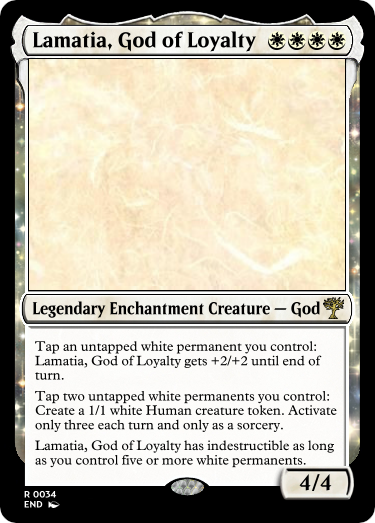 Lamatia, God of Loyalty
Legendary Enchantment Creature — God
Tap an untapped white permanent you control:
Lamatia, God of Loyalty gets +2/+2 until end of
turn.
Tap two untapped white permanents you control:
Create a 1/1 white Human creature token. Activate
only three each turn and only as a sorcery.
Lamatia, God of Loyalty has indestructible as long
as you control five or more white permanents.
4/4
R 0034
END